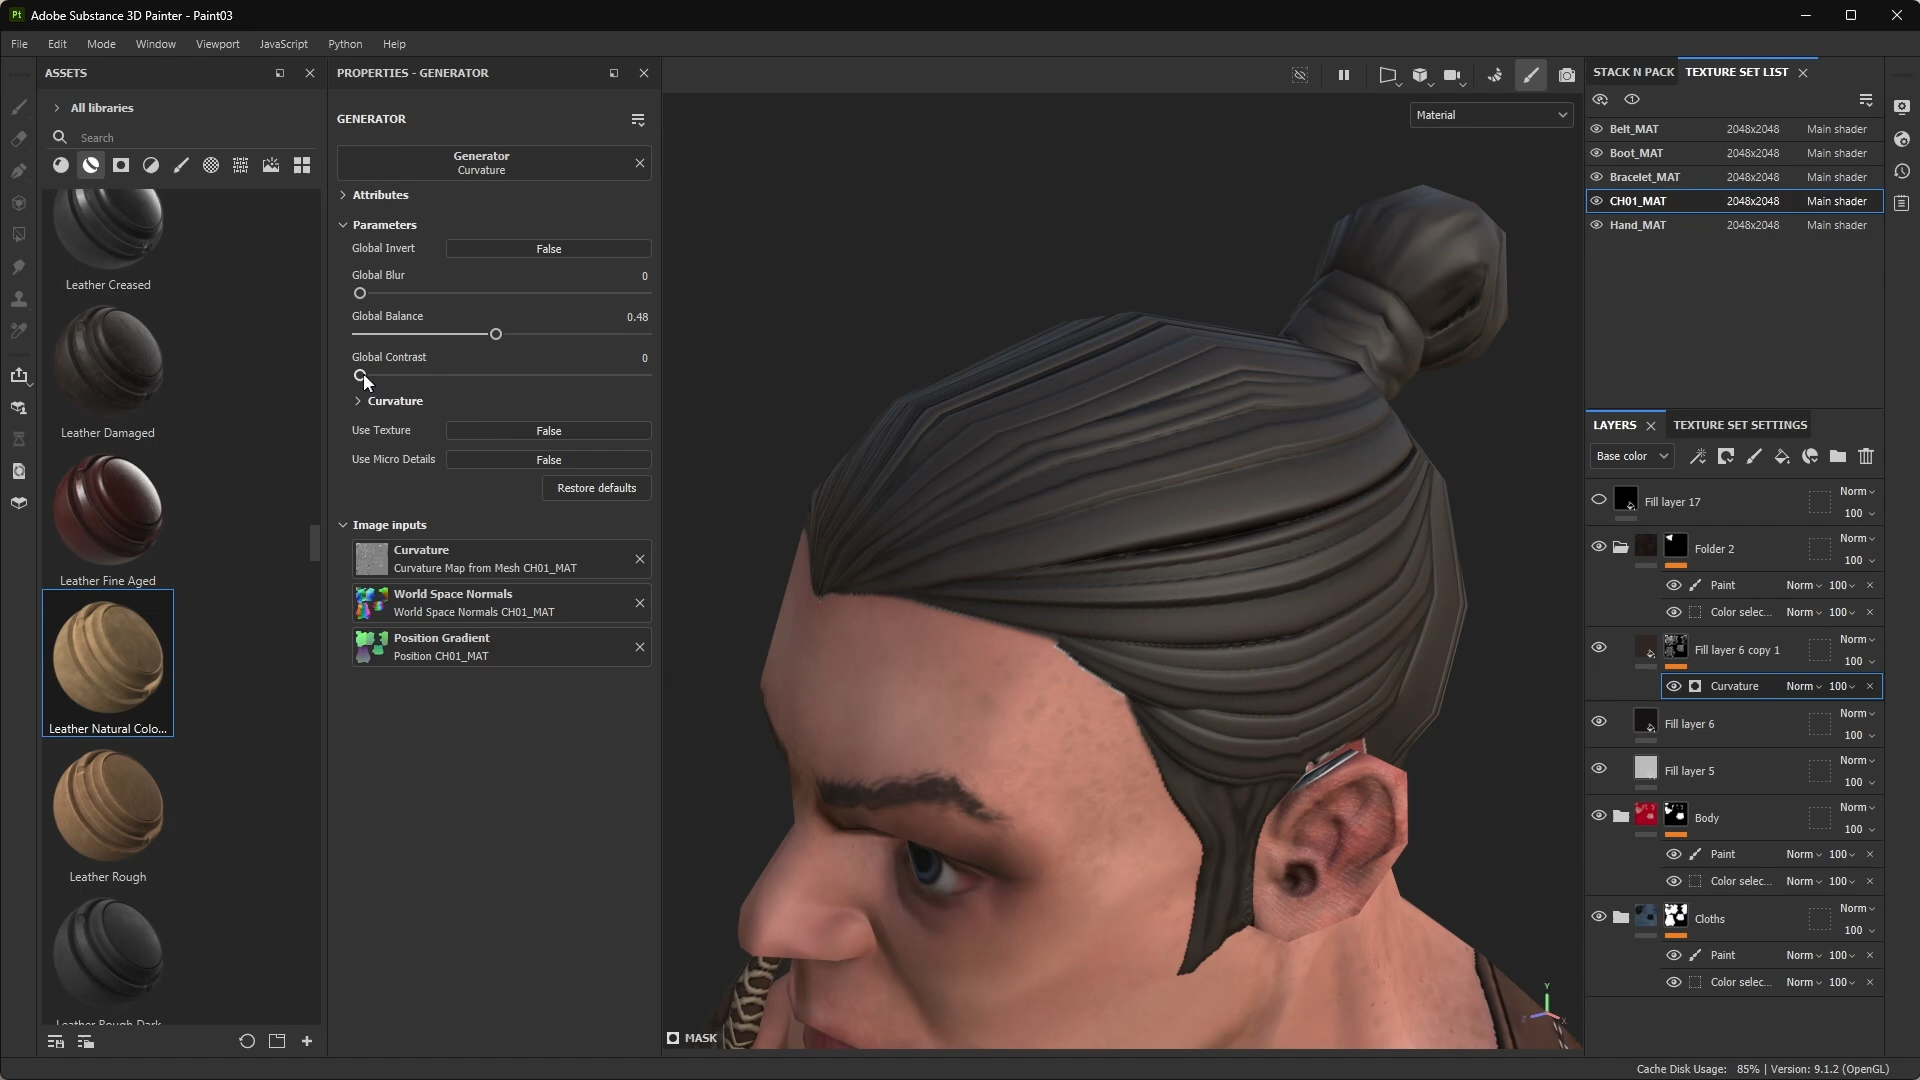 Pt Adobe Substance 3D Painter - Paint03
File Edit Mode Window Viewport JavaScript Python Help
ASSETS
All libraries
Search
Leather Creased
Leather Damaged
Leather Fine Aged
Leather Natural Colo...
Leather Rough
Leather Rough Dark
PROPERTIES - GENERATOR
GENERATOR
Generator
Curvature
Attributes
Parameters
Global Invert False
Global Blur 0
Global Balance 0.48
Global Contrast 0
Curvature
Use Texture False
Use Micro Details False
Restore defaults
Image inputs
Curvature
Curvature Map from Mesh CH01_MAT
World Space Normals
World Space Normals CH01_MAT
Position Gradient
Position CH01_MAT
Material
MASK
Y
Z X
STACK N PACK TEXTURE SET LIST
Belt_MAT 2048x2048 Main shader
Boot_MAT 2048x2048 Main shader
Bracelet_MAT 2048x2048 Main shader
CH01_MAT 2048x2048 Main shader
Hand_MAT 2048x2048 Main shader
LAYERS TEXTURE SET SETTINGS
Base color
Fill layer 17 Norm 100
Folder 2 Norm 100
Paint Norm 100
Color selec... Norm 100
Fill layer 6 copy 1 Norm 100
Curvature Norm 100
Fill layer 6 Norm 100
Fill layer 5 Norm 100
Body Norm 100
Paint Norm 100
Color selec... Norm 100
Cloths Norm 100
Paint Norm 100
Color selec... Norm 100
Cache Disk Usage: 85% | Version: 9.1.2 (OpenGL)